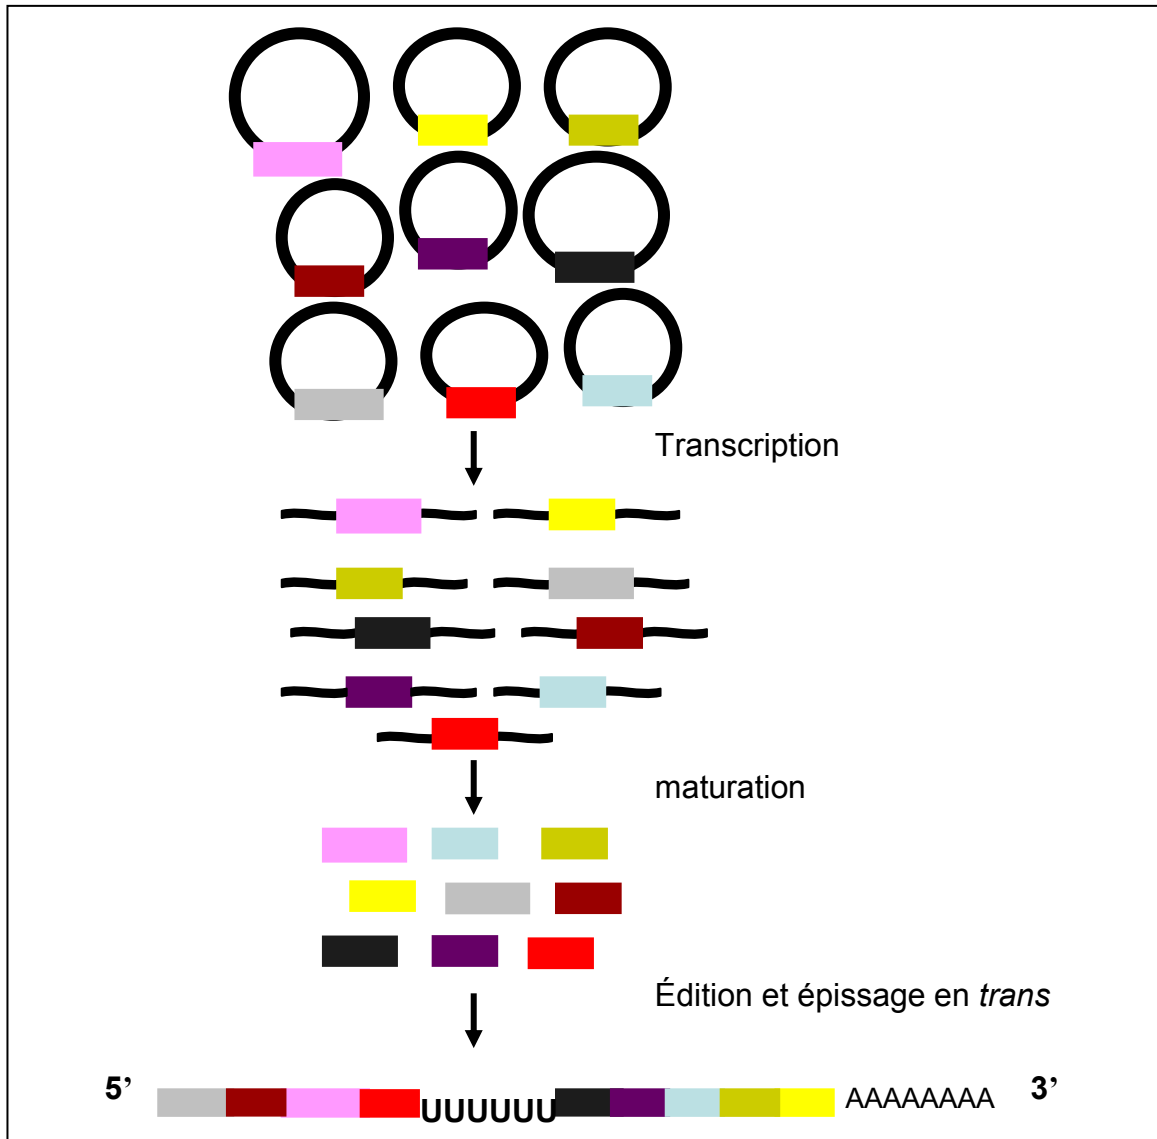 Transcription
maturation
Édition et épissage en trans
5’ UUUUUU AAAAAAAA 3’